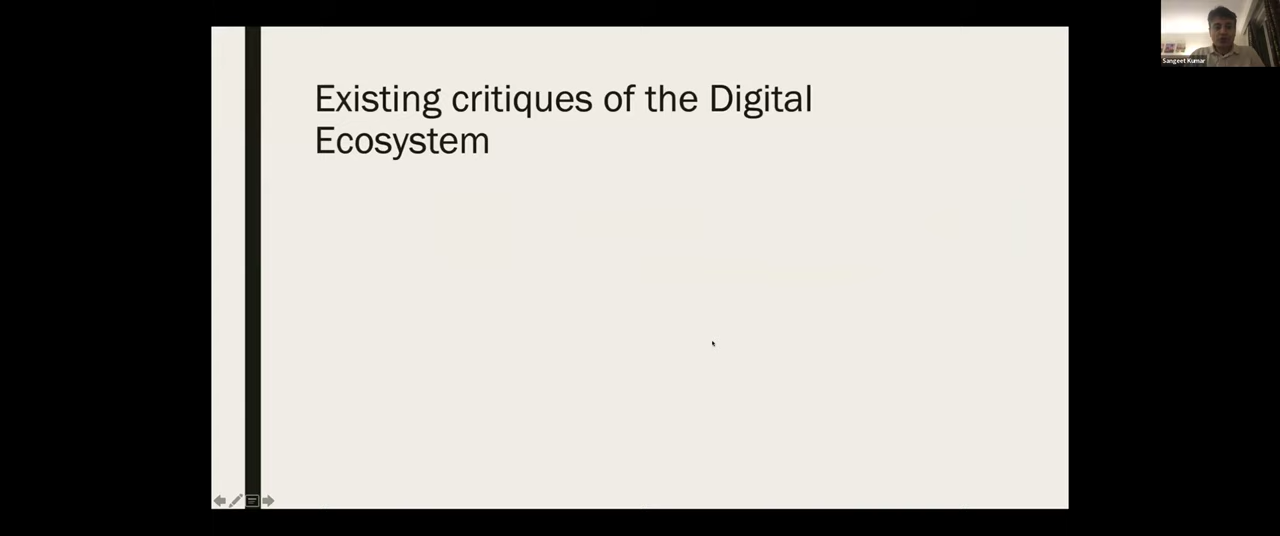 Existing critiques of the Digital
Ecosystem
Sangeet Kumar